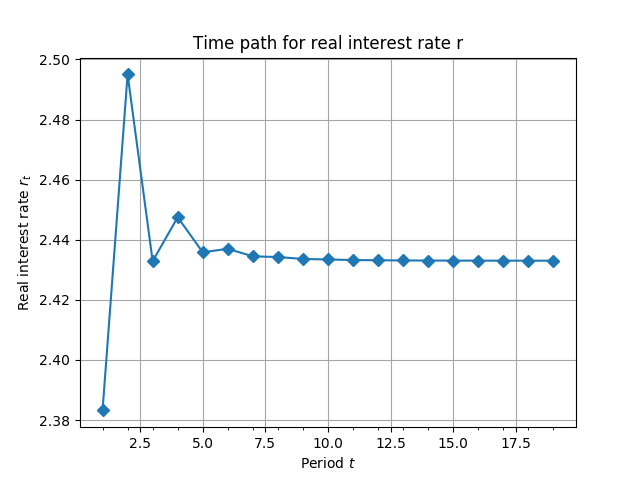 Time path for real interest rate r
Real interest rate rₜ
2.50
2.48
2.46
2.44
2.42
2.40
2.38
2.5 5.0 7.5 10.0 12.5 15.0 17.5
Period t